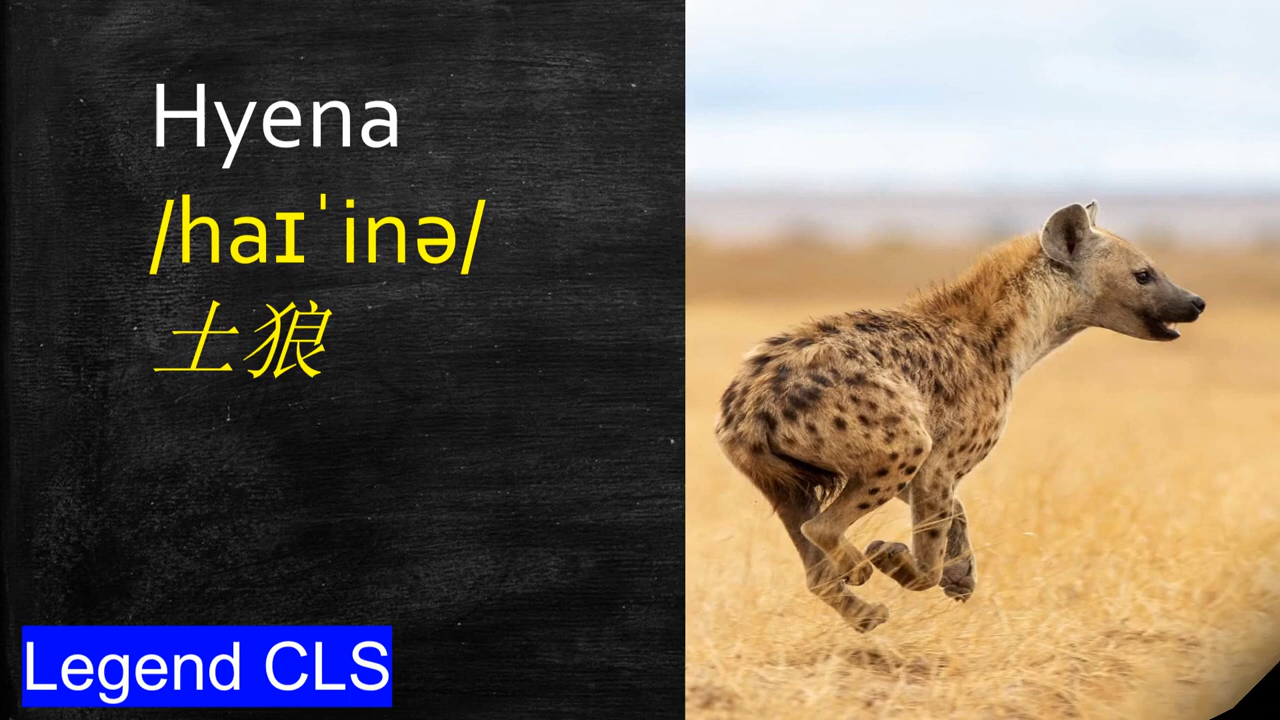 Hyena
/haɪˈinə/
土狼
Legend CLS